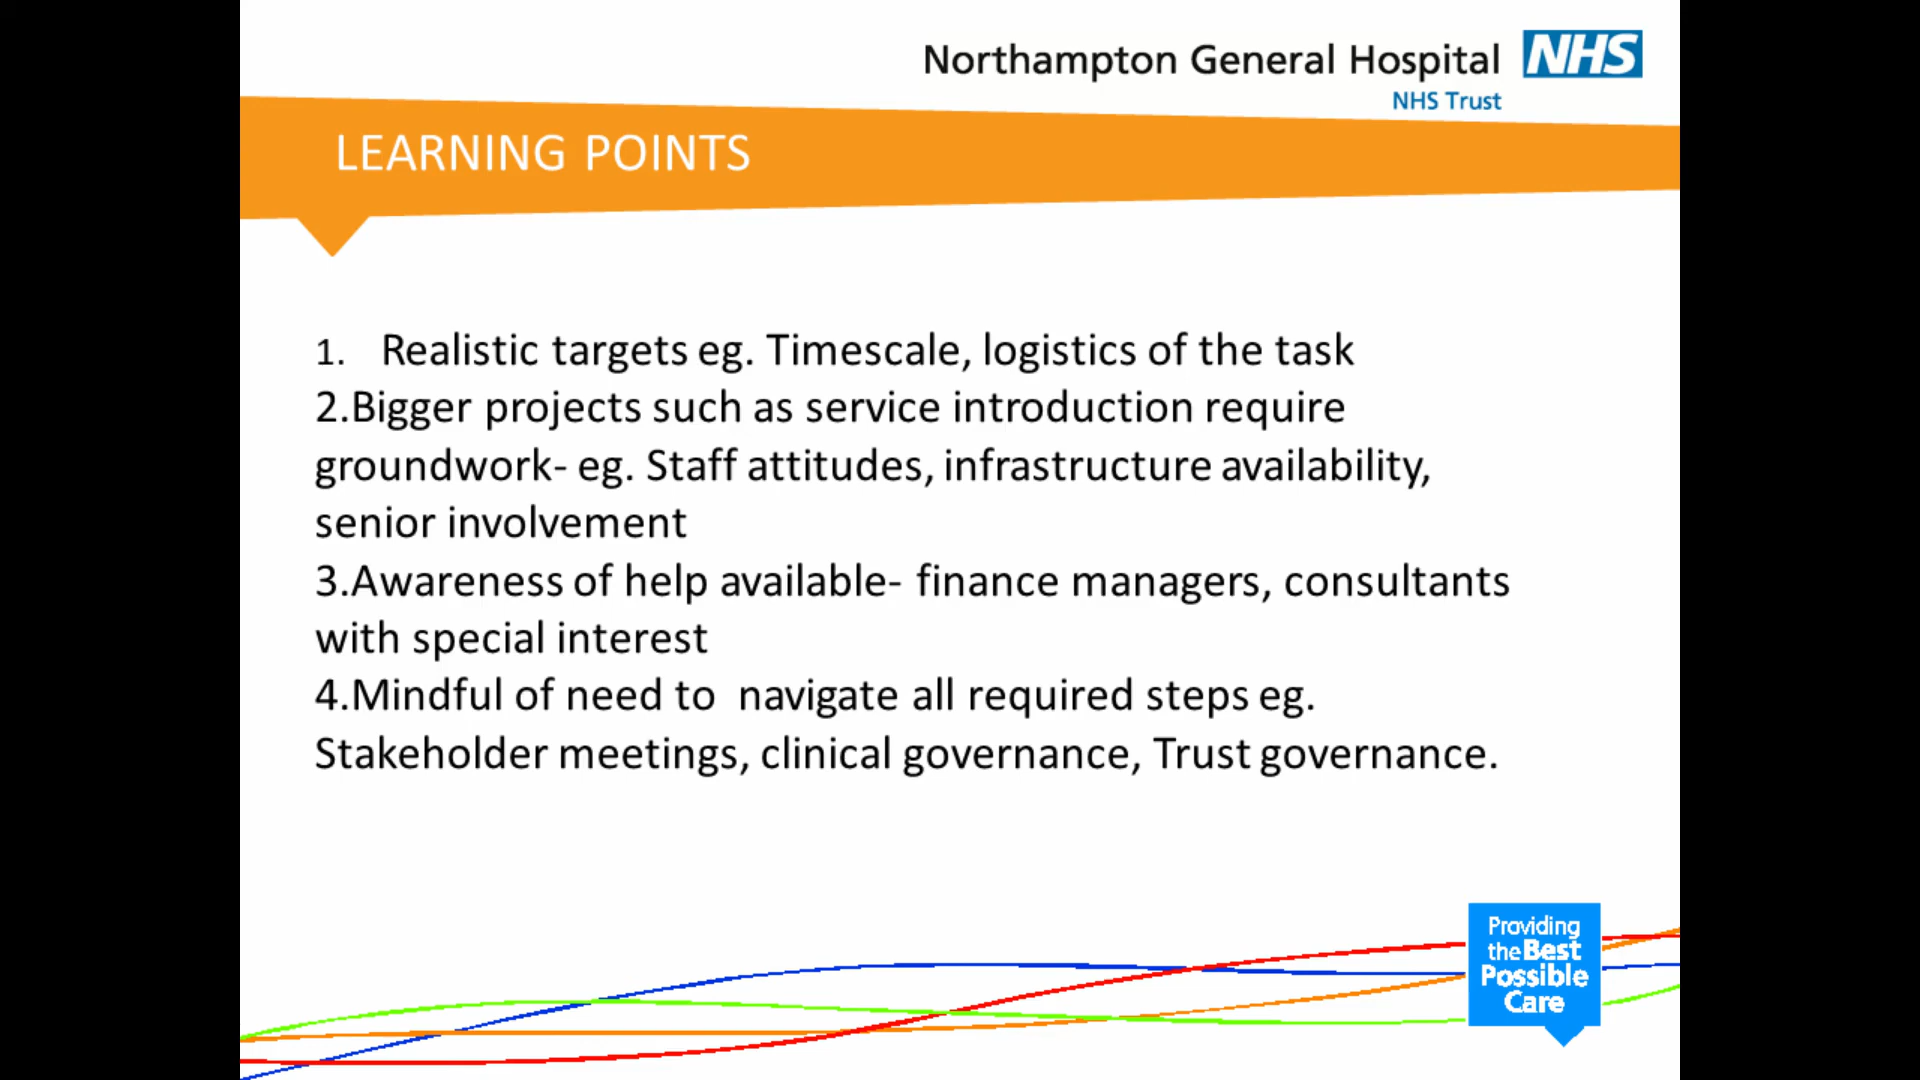 Northampton General Hospital NHS
NHS Trust
LEARNING POINTS
1. Realistic targets eg. Timescale, logistics of the task
2.Bigger projects such as service introduction require
groundwork- eg. Staff attitudes, infrastructure availability,
senior involvement
3.Awareness of help available- finance managers, consultants
with special interest
4.Mindful of need to  navigate all required steps eg.
Stakeholder meetings, clinical governance, Trust governance.
Providing
the Best
Possible
Care